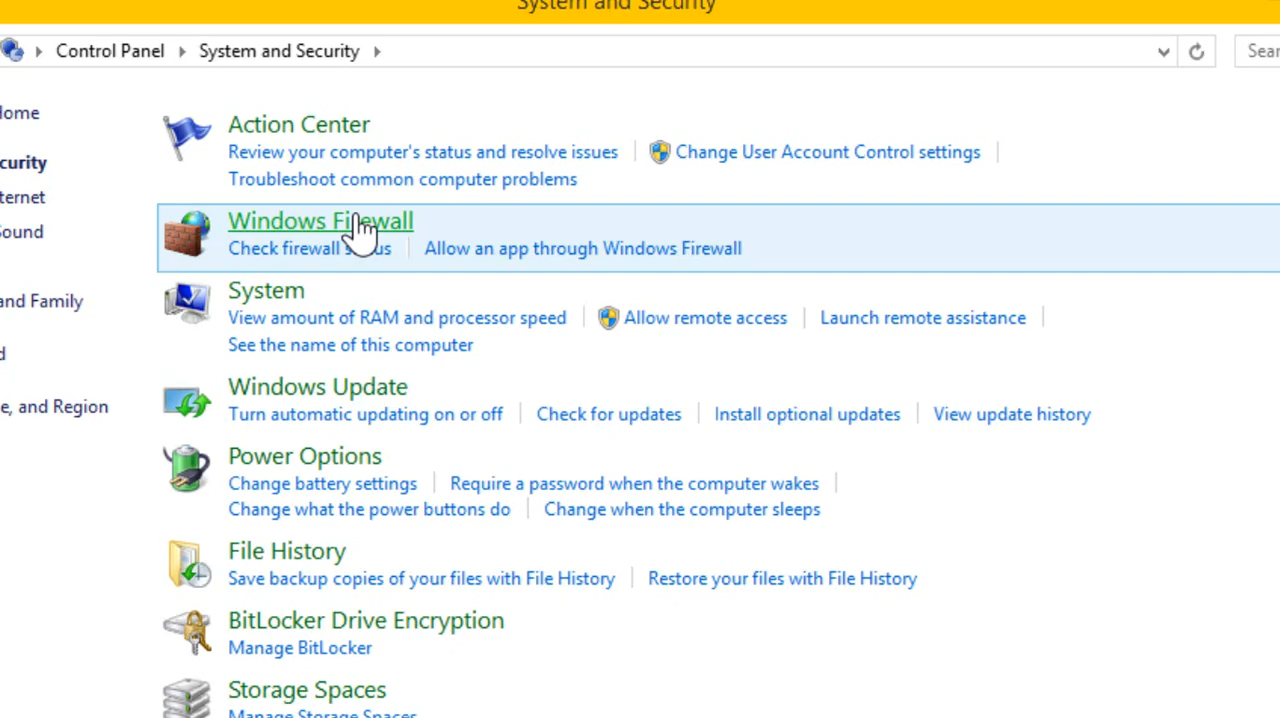 System and Security
Control Panel System and Security
Sear
Home
curity
ternet
Sound
and Family
d
e, and Region
Action Center
Review your computer's status and resolve issues Change User Account Control settings
Troubleshoot common computer problems
Windows Firewall
Check firewall status Allow an app through Windows Firewall
System
View amount of RAM and processor speed Allow remote access Launch remote assistance
See the name of this computer
Windows Update
Turn automatic updating on or off Check for updates Install optional updates View update history
Power Options
Change battery settings Require a password when the computer wakes
Change what the power buttons do Change when the computer sleeps
File History
Save backup copies of your files with File History Restore your files with File History
BitLocker Drive Encryption
Manage BitLocker
Storage Spaces
Manage Storage Spaces